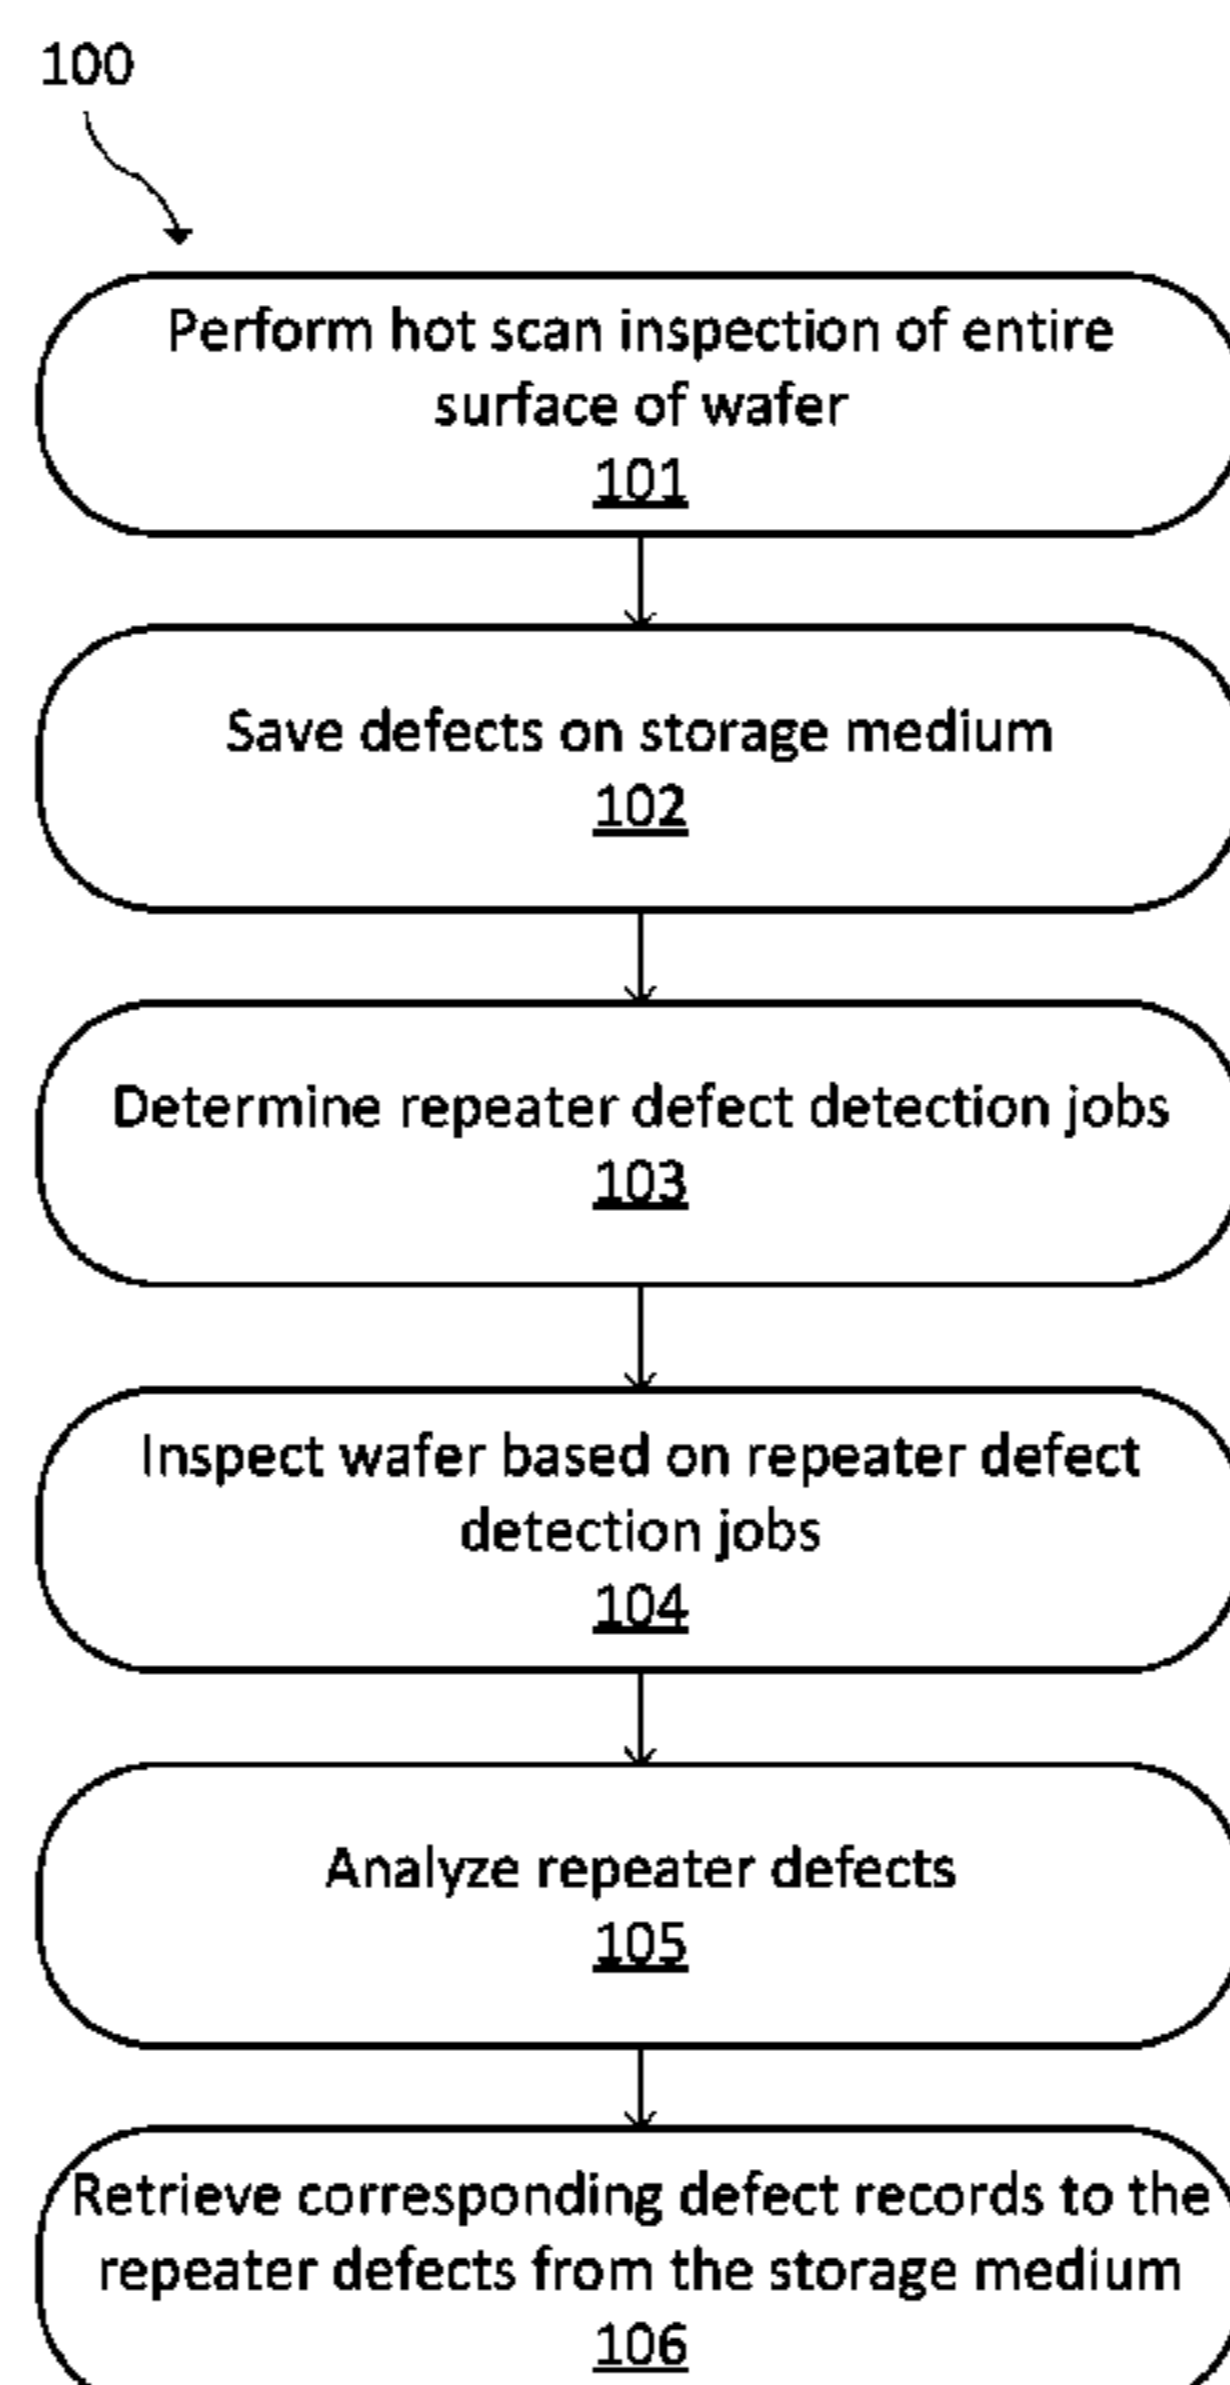 100
Perform hot scan inspection of entire
surface of wafer
101
Save defects on storage medium
102
Determine repeater defect detection jobs
103
Inspect wafer based on repeater defect
detection jobs
104
Analyze repeater defects
105
Retrieve corresponding defect records to the
repeater defects from the storage medium
106